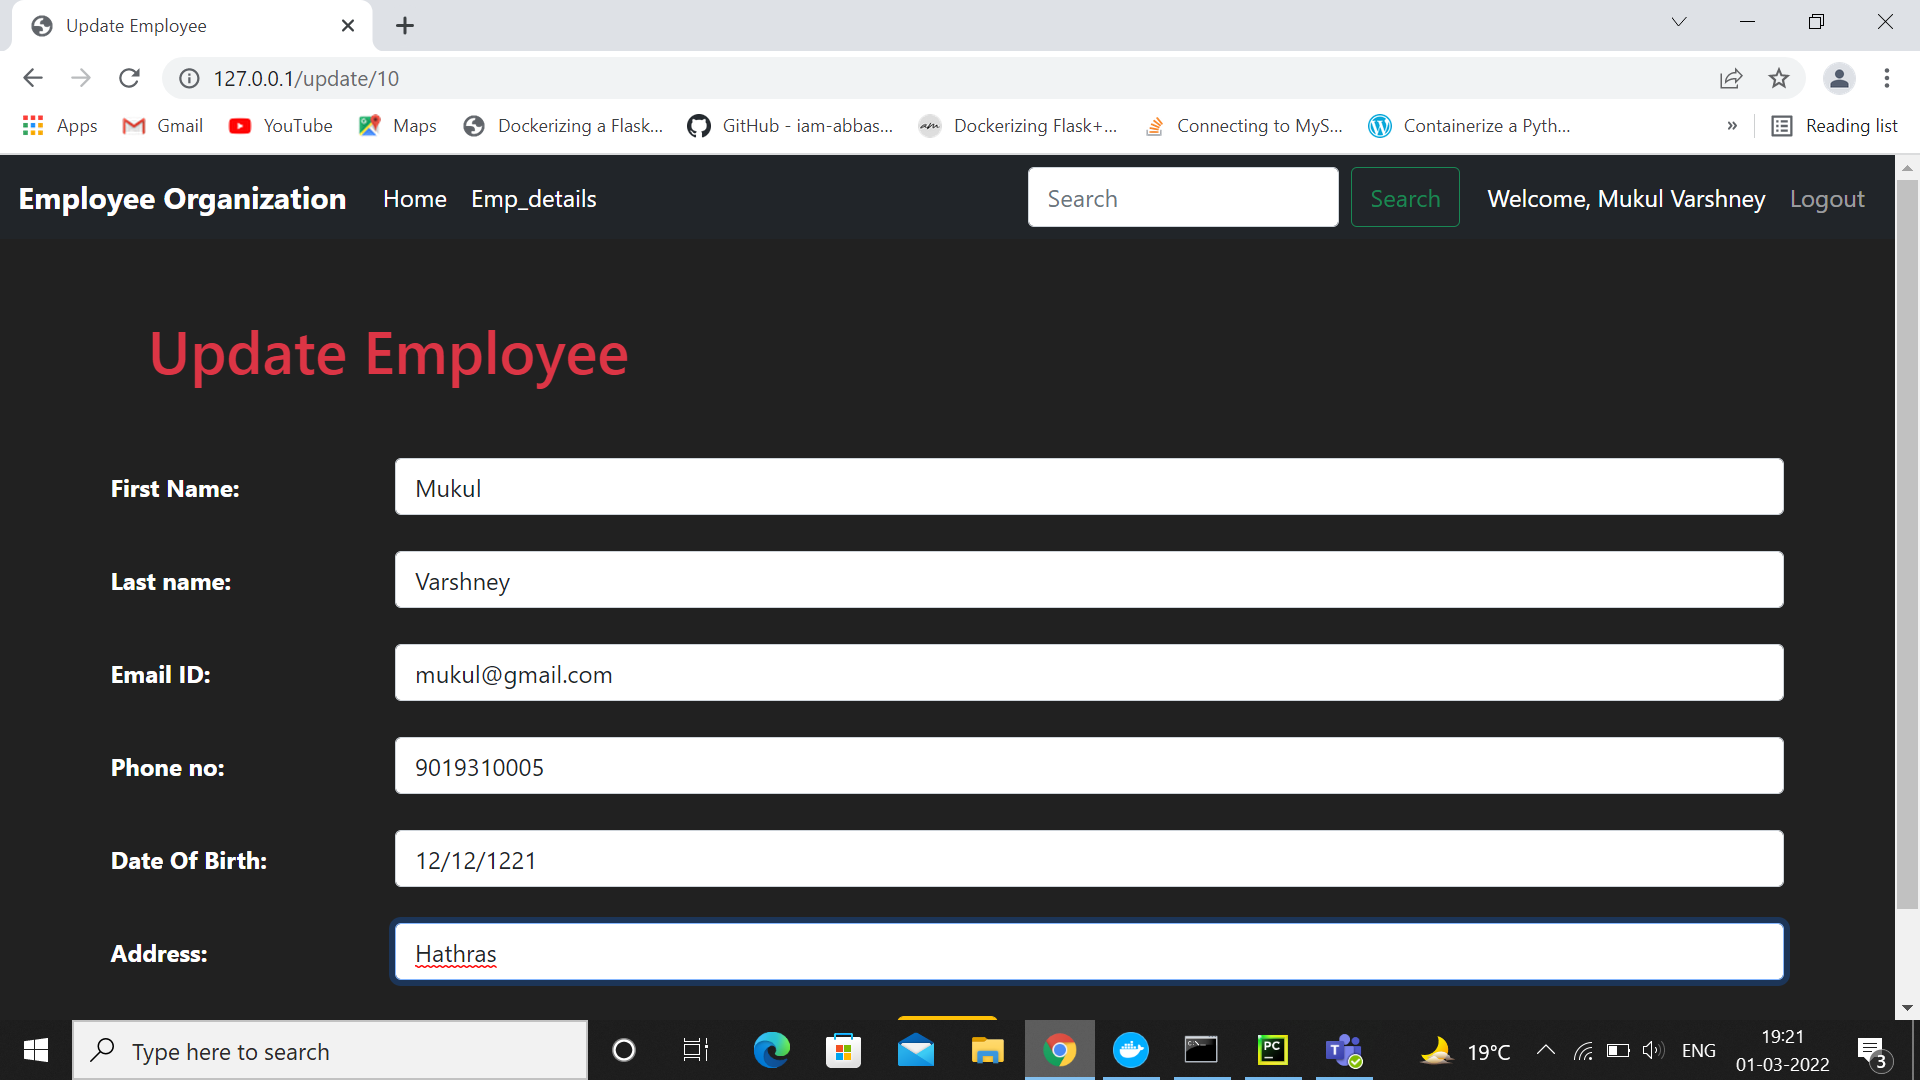 Update Employee
127.0.0.1/update/10
Apps Gmail YouTube Maps Dockerizing a Flask... GitHub - iam-abbas... am Dockerizing Flask+... Connecting to MyS... Containerize a Pyth... » Reading list
Employee Organization Home Emp_details Search Search Welcome, Mukul Varshney Logout
Update Employee
First Name: Mukul
Last name: Varshney
Email ID: mukul@gmail.com
Phone no: 9019310005
Date Of Birth: 12/12/1221
Address: Hathras
Type here to search PC 19°C ENG 19:21
01-03-2022 3